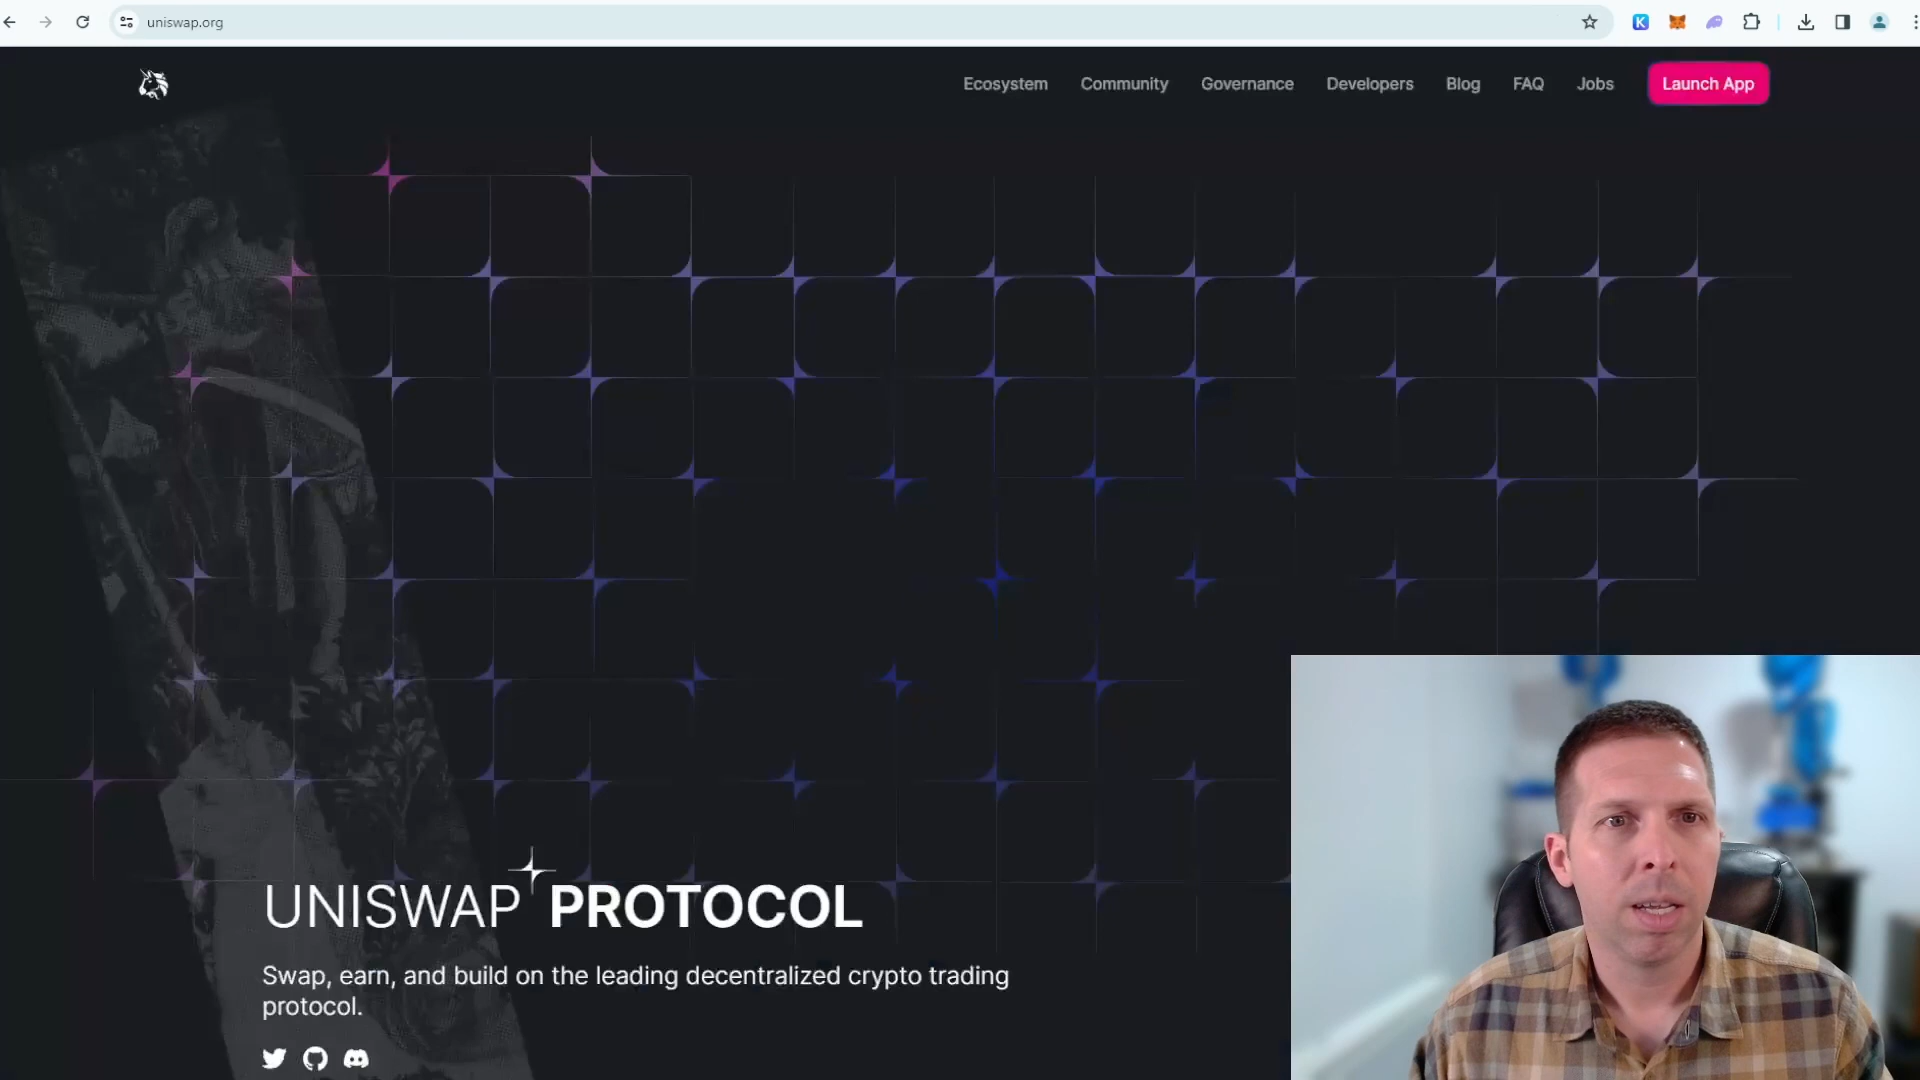 uniswap.org
Ecosystem Community Governance Developers Blog FAQ Jobs Launch App
UNISWAP PROTOCOL
Swap, earn, and build on the leading decentralized crypto trading
protocol.